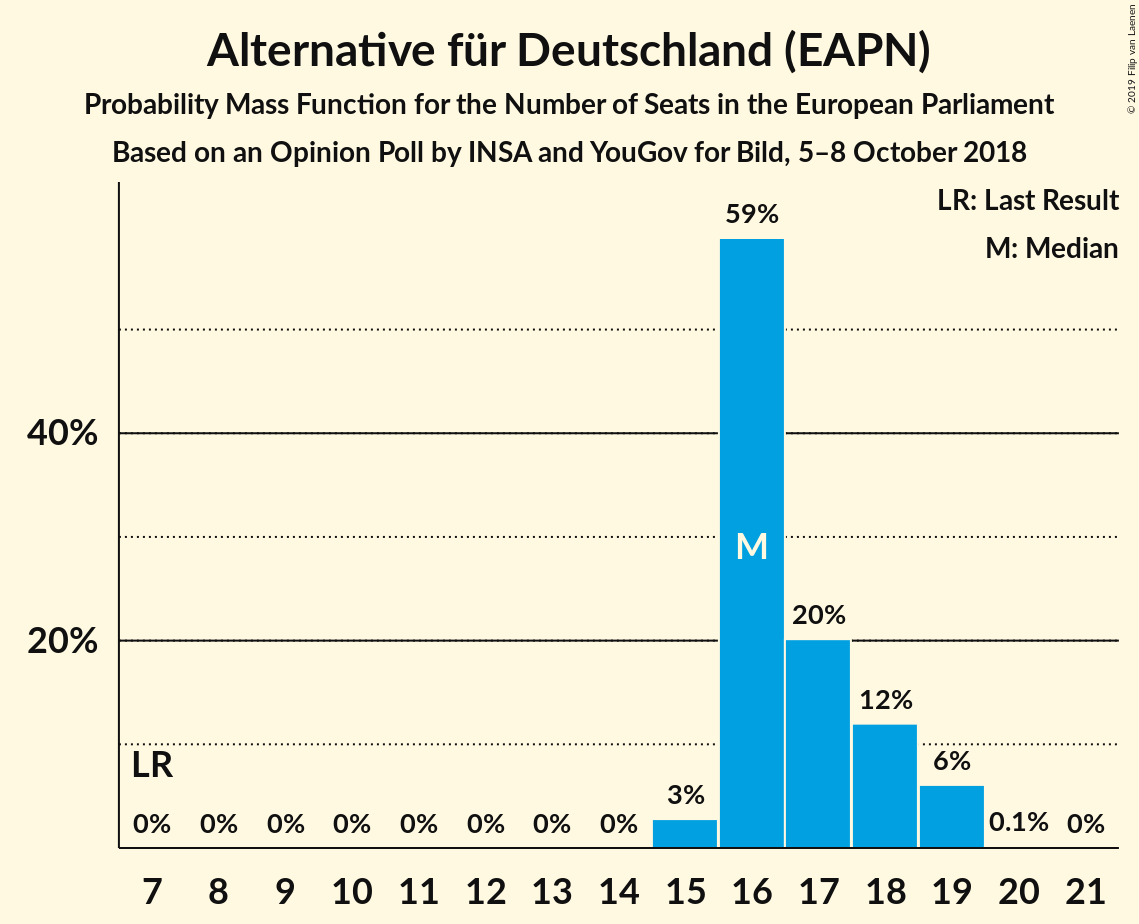 Alternative für Deutschland (EAPN)
Probability Mass Function for the Number of Seats in the European Parliament
Based on an Opinion Poll by INSA and YouGov for Bild, 5–8 October 2018
© 2019 Filip van Laenen
LR: Last Result
M: Median
59%
40%
M
20%
20%
12%
LR
6%
3%
0% 0% 0% 0% 0% 0% 0% 0% 0.1% 0%
7 8 9 10 11 12 13 14 15 16 17 18 19 20 21